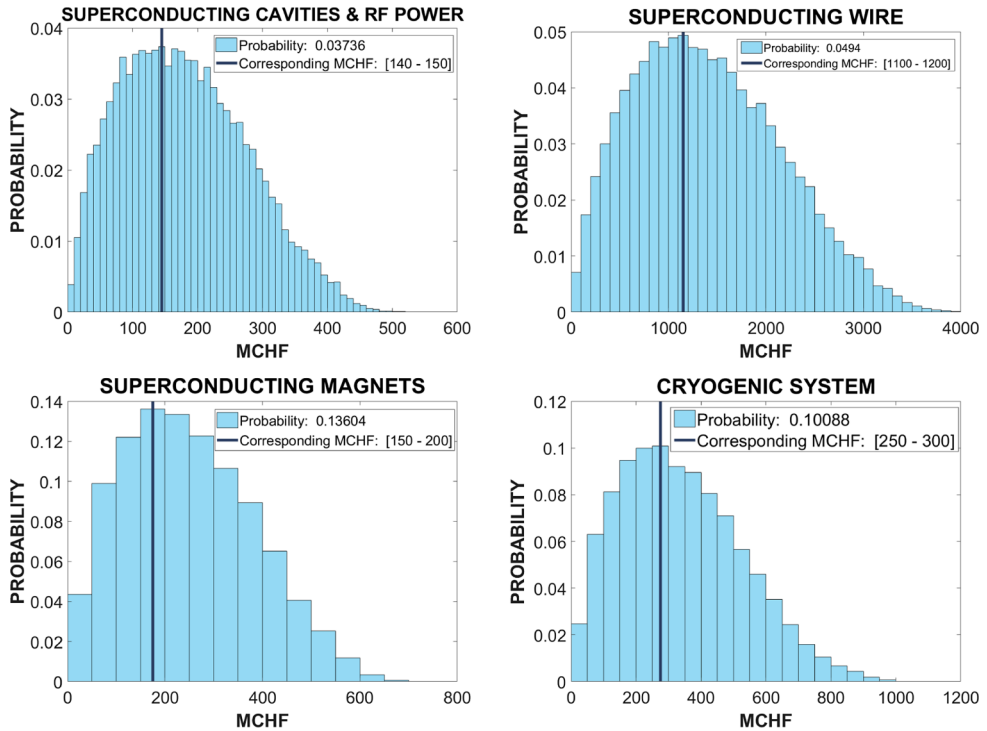 SUPERCONDUCTING CAVITIES & RF POWER
Probability: 0.03736
Corresponding MCHF: [140 - 150]
PROBABILITY
0.04
0.03
0.02
0.01
0
0 100 200 300 400 500 600
MCHF
SUPERCONDUCTING WIRE
Probability: 0.0494
Corresponding MCHF: [1100 - 1200]
PROBABILITY
0.05
0.04
0.03
0.02
0.01
0
0 1000 2000 3000 4000
MCHF
SUPERCONDUCTING MAGNETS
Probability: 0.13604
Corresponding MCHF: [150 - 200]
PROBABILITY
0.14
0.12
0.1
0.08
0.06
0.04
0.02
0
0 200 400 600 800
MCHF
CRYOGENIC SYSTEM
Probability: 0.10088
Corresponding MCHF: [250 - 300]
PROBABILITY
0.12
0.1
0.08
0.06
0.04
0.02
0
0 200 400 600 800 1000 1200
MCHF